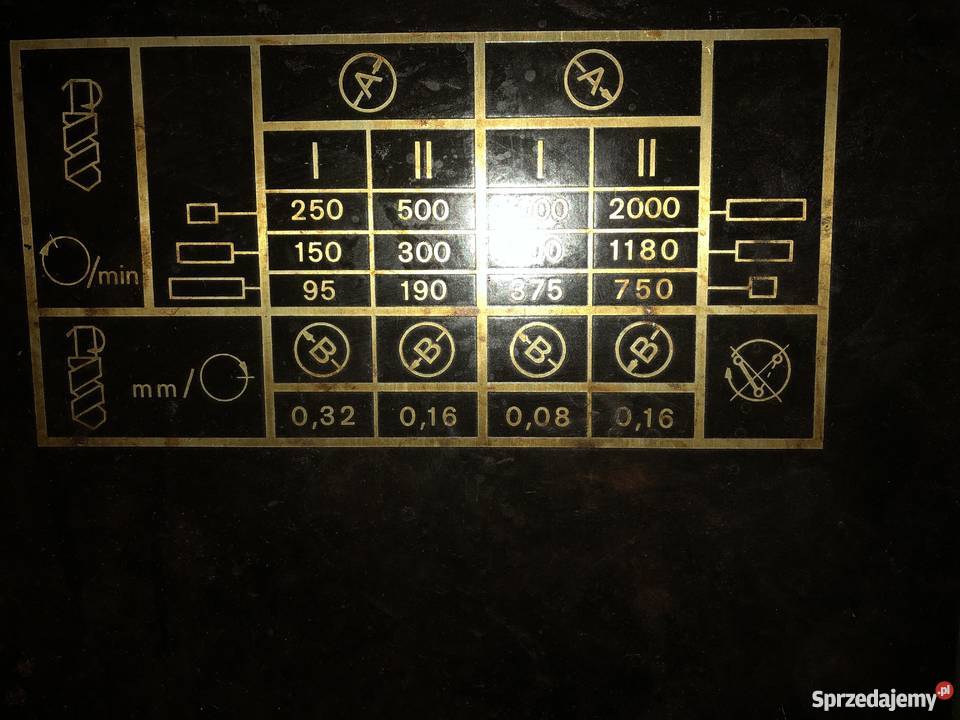 A A
I II I II
250 500 2000
150 300 1180
/min
95 190 375 750
B B B B
mm/
0,32 0,16 0,08 0,16
Sprzedajemy.pl